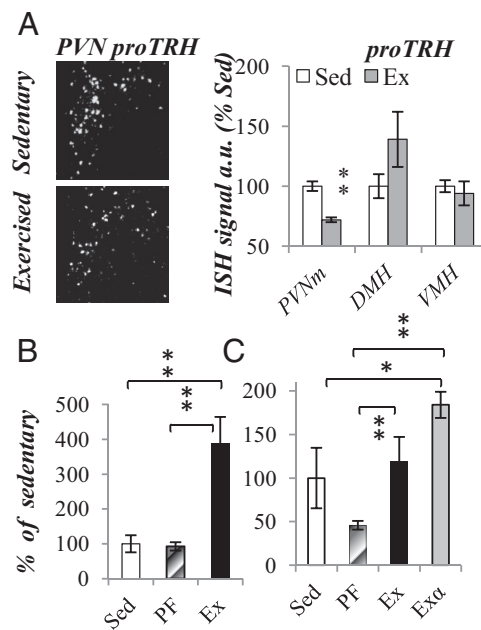 A
PVN proTRH
Sedentary
Exercised
proTRH
ISH signal a.u. (% Sed)
200
150
100
50
Sed Ex
* *
PVNm DMH VMH
B
% of sedentary
500
400
300
200
100
0
* *
* *
Sed PF Ex
C
200
150
100
50
0
* *
*
* *
Sed PF Ex Exα